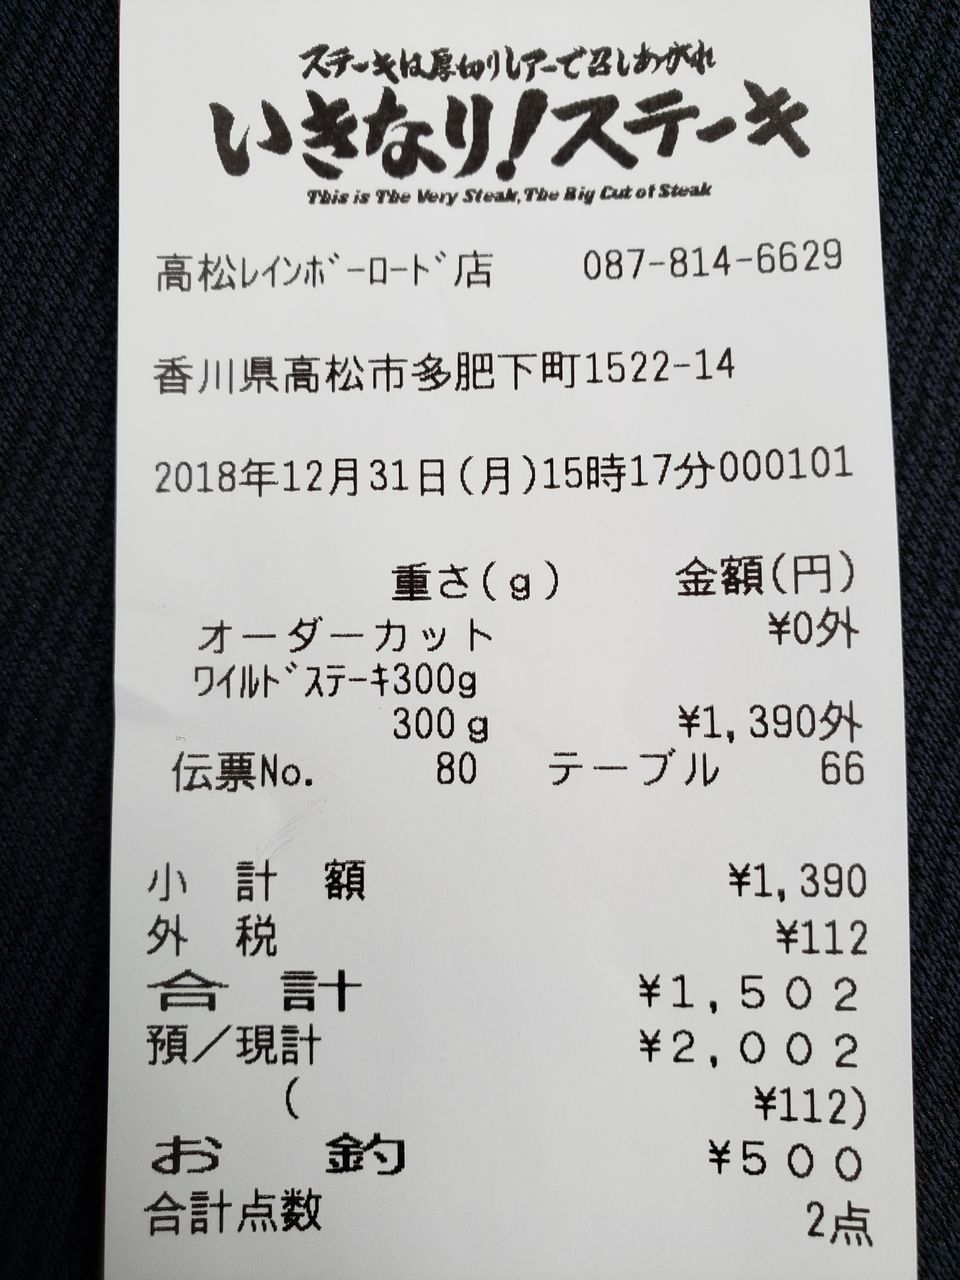 ステーキは厚切りレアーで召しあがれ
いきなり!ステーキ
This is The Very Steak, The Big Cut of Steak
高松ﾚｲﾝﾎﾞｰﾛｰﾄﾞ店 087-814-6629
香川県高松市多肥下町1522-14
2018年12月31日(月)15時17分000101
重さ(g) 金額(円)
オーダーカット ¥0外
ﾜｲﾙﾄﾞｽﾃｰｷ300g
300g ¥1,390外
伝票No. 80 テーブル 66
小計額 ¥1,390
外税 ¥112
合計 ¥1,502
預/現計 ¥2,002
( ¥112)
お釣 ¥500
合計点数 2点